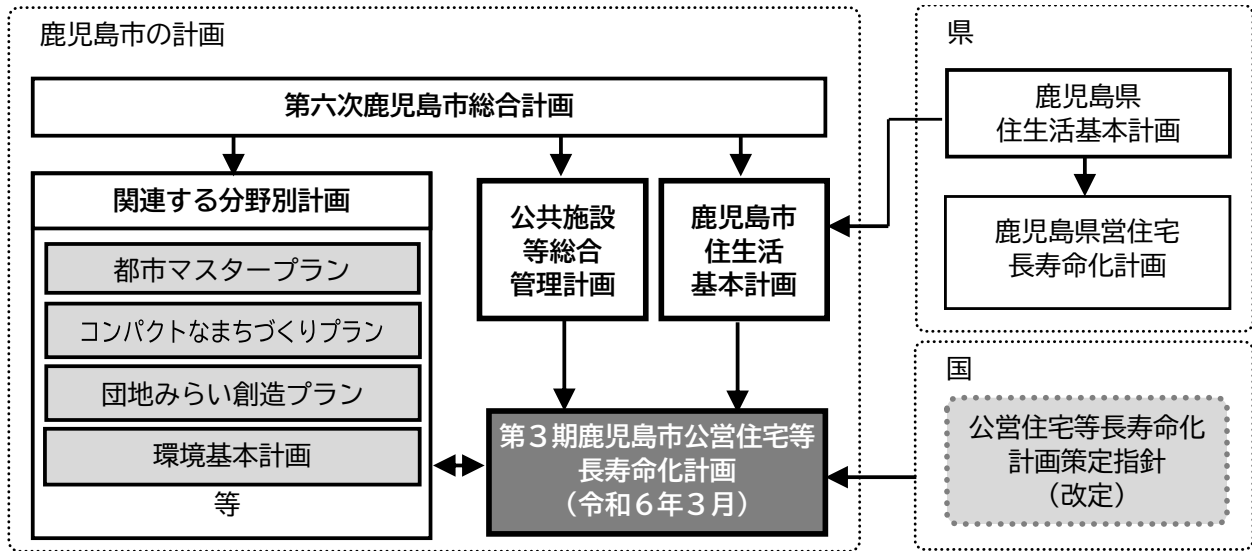 鹿児島市の計画
第六次鹿児島市総合計画
関連する分野別計画
都市マスタープラン
コンパクトなまちづくりプラン
団地みらい創造プラン
環境基本計画
等
公共施設
等総合
管理計画
鹿児島市
住生活
基本計画
第３期鹿児島市公営住宅等
長寿命化計画
（令和６年３月）
県
鹿児島県
住生活基本計画
鹿児島県営住宅
長寿命化計画
国
公営住宅等長寿命化
計画策定指針
（改定）